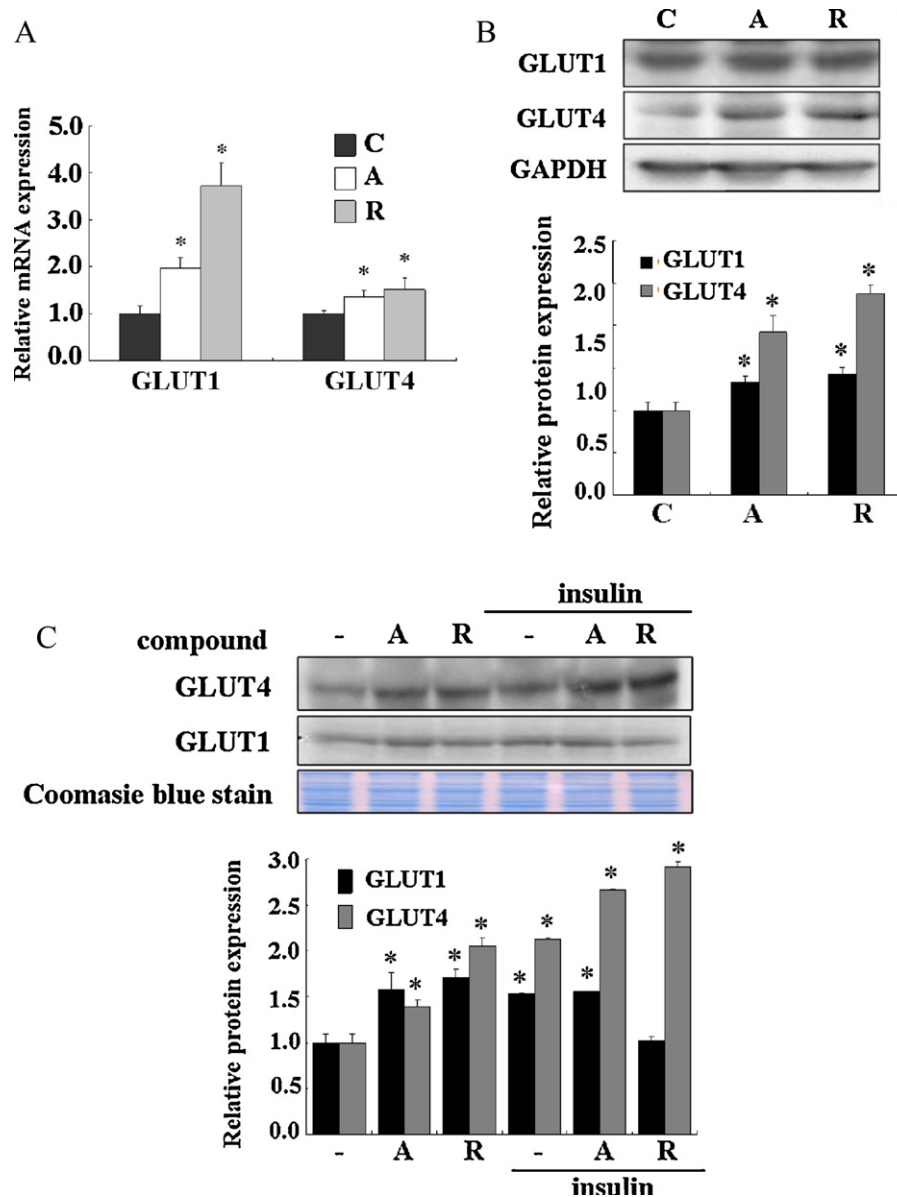 A
Relative mRNA expression
5.0
4.0
3.0
2.0
1.0
0.0
C
A
R
*
*
*
*
GLUT1 GLUT4
B
C A R
GLUT1
GLUT4
GAPDH
Relative protein expression
2.5
2.0
1.5
1.0
0.5
0.0
GLUT1
GLUT4
*
*
*
*
C A R
C
insulin
compound - A R - A R
GLUT4
GLUT1
Coomasie blue stain
Relative protein expression
3.0
2.5
2.0
1.5
1.0
0.5
0.0
GLUT1
GLUT4
*
*
*
*
*
*
*
*
*
- A R - A R
insulin